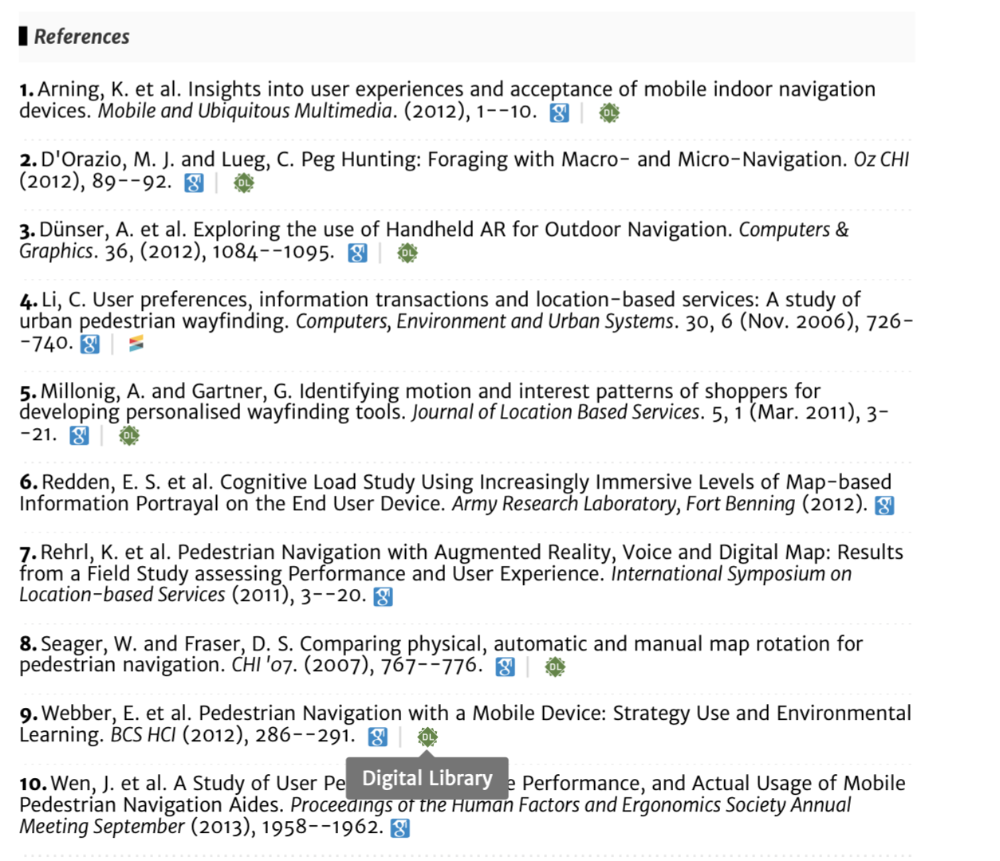 References
1. Arning, K. et al. Insights into user experiences and acceptance of mobile indoor navigation
devices. Mobile and Ubiquitous Multimedia. (2012), 1--10.
DL
2. D'Orazio, M. J. and Lueg, C. Peg Hunting: Foraging with Macro- and Micro-Navigation. Oz CHI
(2012), 89--92.
DL
3. Dünser, A. et al. Exploring the use of Handheld AR for Outdoor Navigation. Computers &
Graphics. 36, (2012), 1084--1095.
DL
4. Li, C. User preferences, information transactions and location-based services: A study of
urban pedestrian wayfinding. Computers, Environment and Urban Systems. 30, 6 (Nov. 2006), 726-
-740.
5. Millonig, A. and Gartner, G. Identifying motion and interest patterns of shoppers for
developing personalised wayfinding tools. Journal of Location Based Services. 5, 1 (Mar. 2011), 3-
-21.
DL
6. Redden, E. S. et al. Cognitive Load Study Using Increasingly Immersive Levels of Map-based
Information Portrayal on the End User Device. Army Research Laboratory, Fort Benning (2012).
7. Rehrl, K. et al. Pedestrian Navigation with Augmented Reality, Voice and Digital Map: Results
from a Field Study assessing Performance and User Experience. International Symposium on
Location-based Services (2011), 3--20.
8. Seager, W. and Fraser, D. S. Comparing physical, automatic and manual map rotation for
pedestrian navigation. CHI '07. (2007), 767--776.
DL
9. Webber, E. et al. Pedestrian Navigation with a Mobile Device: Strategy Use and Environmental
Learning. BCS HCI (2012), 286--291.
DL
Digital Library
10. Wen, J. et al. A Study of User Performance, and Actual Usage of Mobile
Pedestrian Navigation Aides. Proceedings of the Human Factors and Ergonomics Society Annual
Meeting September (2013), 1958--1962.